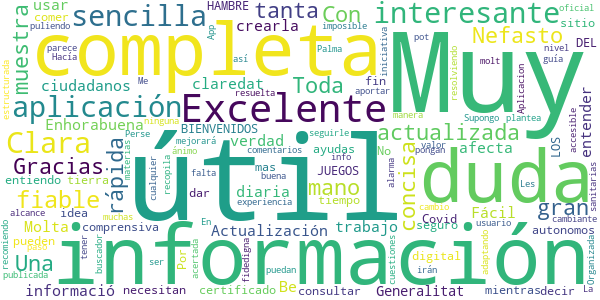 HAMBRE
usar
comer
puliendo
sencilla
tanta
Con
App
imposible
crearla
Palma
iniciativa
interesante
nivel
oficial
sitio
guía
Nefasto
DEL
muestra
parece
Hacía
Me
completa
Muy
así
fin
aportar
resolviendo
pot
molt
Aplicacion
entender
ciudadanos
claredat
resuelta
estructurada
aplicación
Excelente
Toda
manera
Supongo
plantea
Enhorabuena
BIENVENIDOS
seguirle
actualizada
accesible
LOS
ninguna
Clara
mejorará
verdad
comentarios
ayudas
No
valor
pongan
afecta
Perse
ánimo
materias
mas
buena
info
Gracias
rápida
útil
duda
concisa
alarma
Les
entiendo
tierra
cualquier
recopila
falta
JUEGOS
mano
dar
experiencia
tiempo
fiable
diaria
gran
sanitarias
alcance
idea
muchas
En
Covid
cambio
Fácil
usuario
cambiante
Molta
comprensiva
Actualización
trabajo
seguro
autonomos
pueden
paso
tener
buscador
Una
información
Por
acertada
fidedigna
cuestiones
digital
adaptando
Organizadas
recomiendo
ser
puedan
irán
La
publicada
informació
necesitan
certificado
Be
consultar
Generalitat
mientras
decir